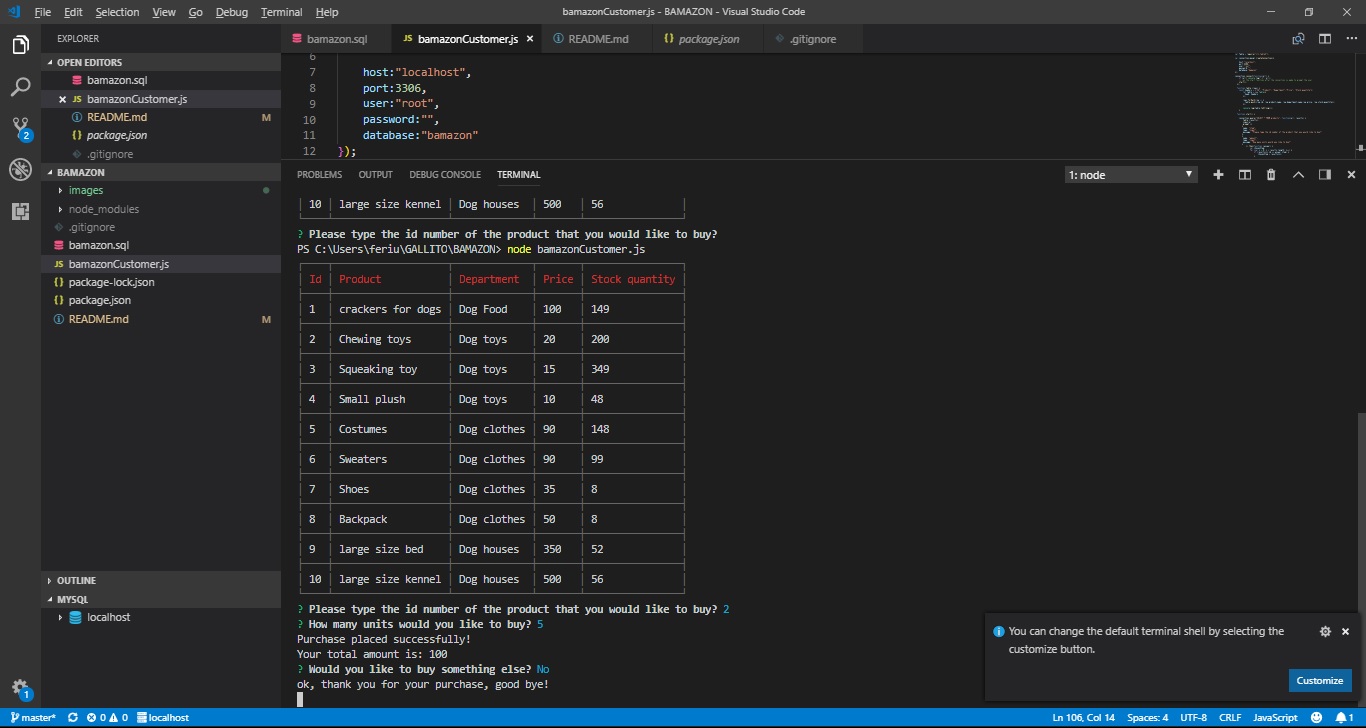 File Edit Selection View Go Debug Terminal Help bamazonCustomer.js - BAMAZON - Visual Studio Code
EXPLORER
OPEN EDITORS
bamazon.sql
JS bamazonCustomer.js
README.md M
{} package.json
.gitignore
BAMAZON
images
node_modules
.gitignore
bamazon.sql
JS bamazonCustomer.js
{} package-lock.json
{} package.json
README.md M
OUTLINE
MYSQL
localhost
2
1
bamazon.sql JS bamazonCustomer.js README.md {} package.json .gitignore
6
7 host:"localhost",
8 port:3306,
9 user:"root",
10 password:"",
11 database:"bamazon"
12 });
PROBLEMS OUTPUT DEBUG CONSOLE TERMINAL 1: node
10 large size kennel Dog houses 500 56
? Please type the id number of the product that you would like to buy?
PS C:\Users\feriu\GALLITO\BAMAZON> node bamazonCustomer.js
Id Product Department Price Stock quantity
1 crackers for dogs Dog Food 100 149
2 Chewing toys Dog toys 20 200
3 Squeaking toy Dog toys 15 349
4 Small plush Dog toys 10 48
5 Costumes Dog clothes 90 148
6 Sweaters Dog clothes 90 99
7 Shoes Dog clothes 35 8
8 Backpack Dog clothes 50 8
9 large size bed Dog houses 350 52
10 large size kennel Dog houses 500 56
? Please type the id number of the product that you would like to buy? 2
? How many units would you like to buy? 5
Purchase placed successfully!
Your total amount is: 100
? Would you like to buy something else? No
ok, thank you for your purchase, good bye!
You can change the default terminal shell by selecting the
customize button.
Customize
master* 0 0 localhost Ln 106, Col 14 Spaces: 4 UTF-8 CRLF JavaScript 1